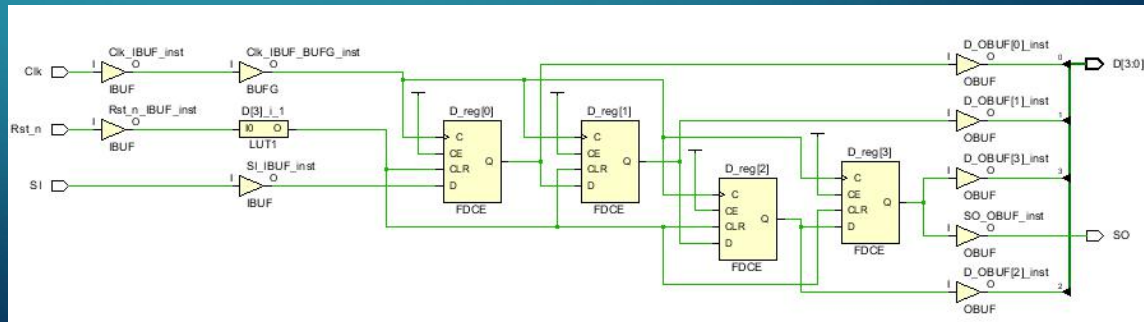 Clk_IBUF_inst
Clk_IBUF_BUFG_inst
D_OBUF[0]_inst
Clk
I
O
IBUF
I
O
BUFG
I
O
OBUF
0
D[3:0]
Rst_n_IBUF_inst
D[3]_i_1
D_reg[0]
D_reg[1]
D_OBUF[1]_inst
Rst_n
I
O
IBUF
I0
O
LUT1
C
CE
CLR
D
Q
FDCE
C
CE
CLR
D
Q
FDCE
I
O
OBUF
1
SI_IBUF_inst
D_reg[2]
D_reg[3]
D_OBUF[3]_inst
SI
I
O
IBUF
C
CE
CLR
D
Q
FDCE
C
CE
CLR
D
Q
FDCE
I
O
OBUF
3
SO_OBUF_inst
I
O
OBUF
SO
D_OBUF[2]_inst
I
O
OBUF
2